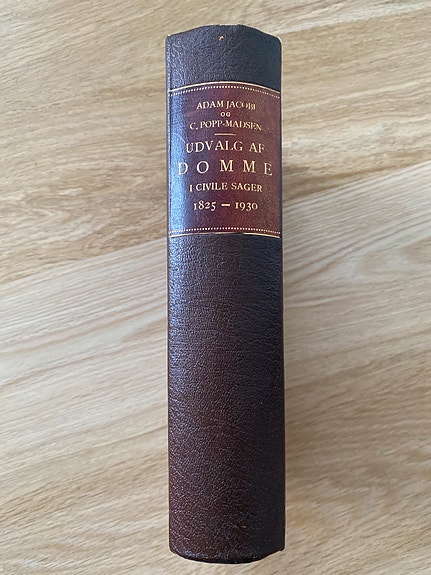 ADAM JACOBI
OG
C. POPP-MADSEN
UDVALG AF
DOMME
I CIVILE SAGER
1825 — 1930